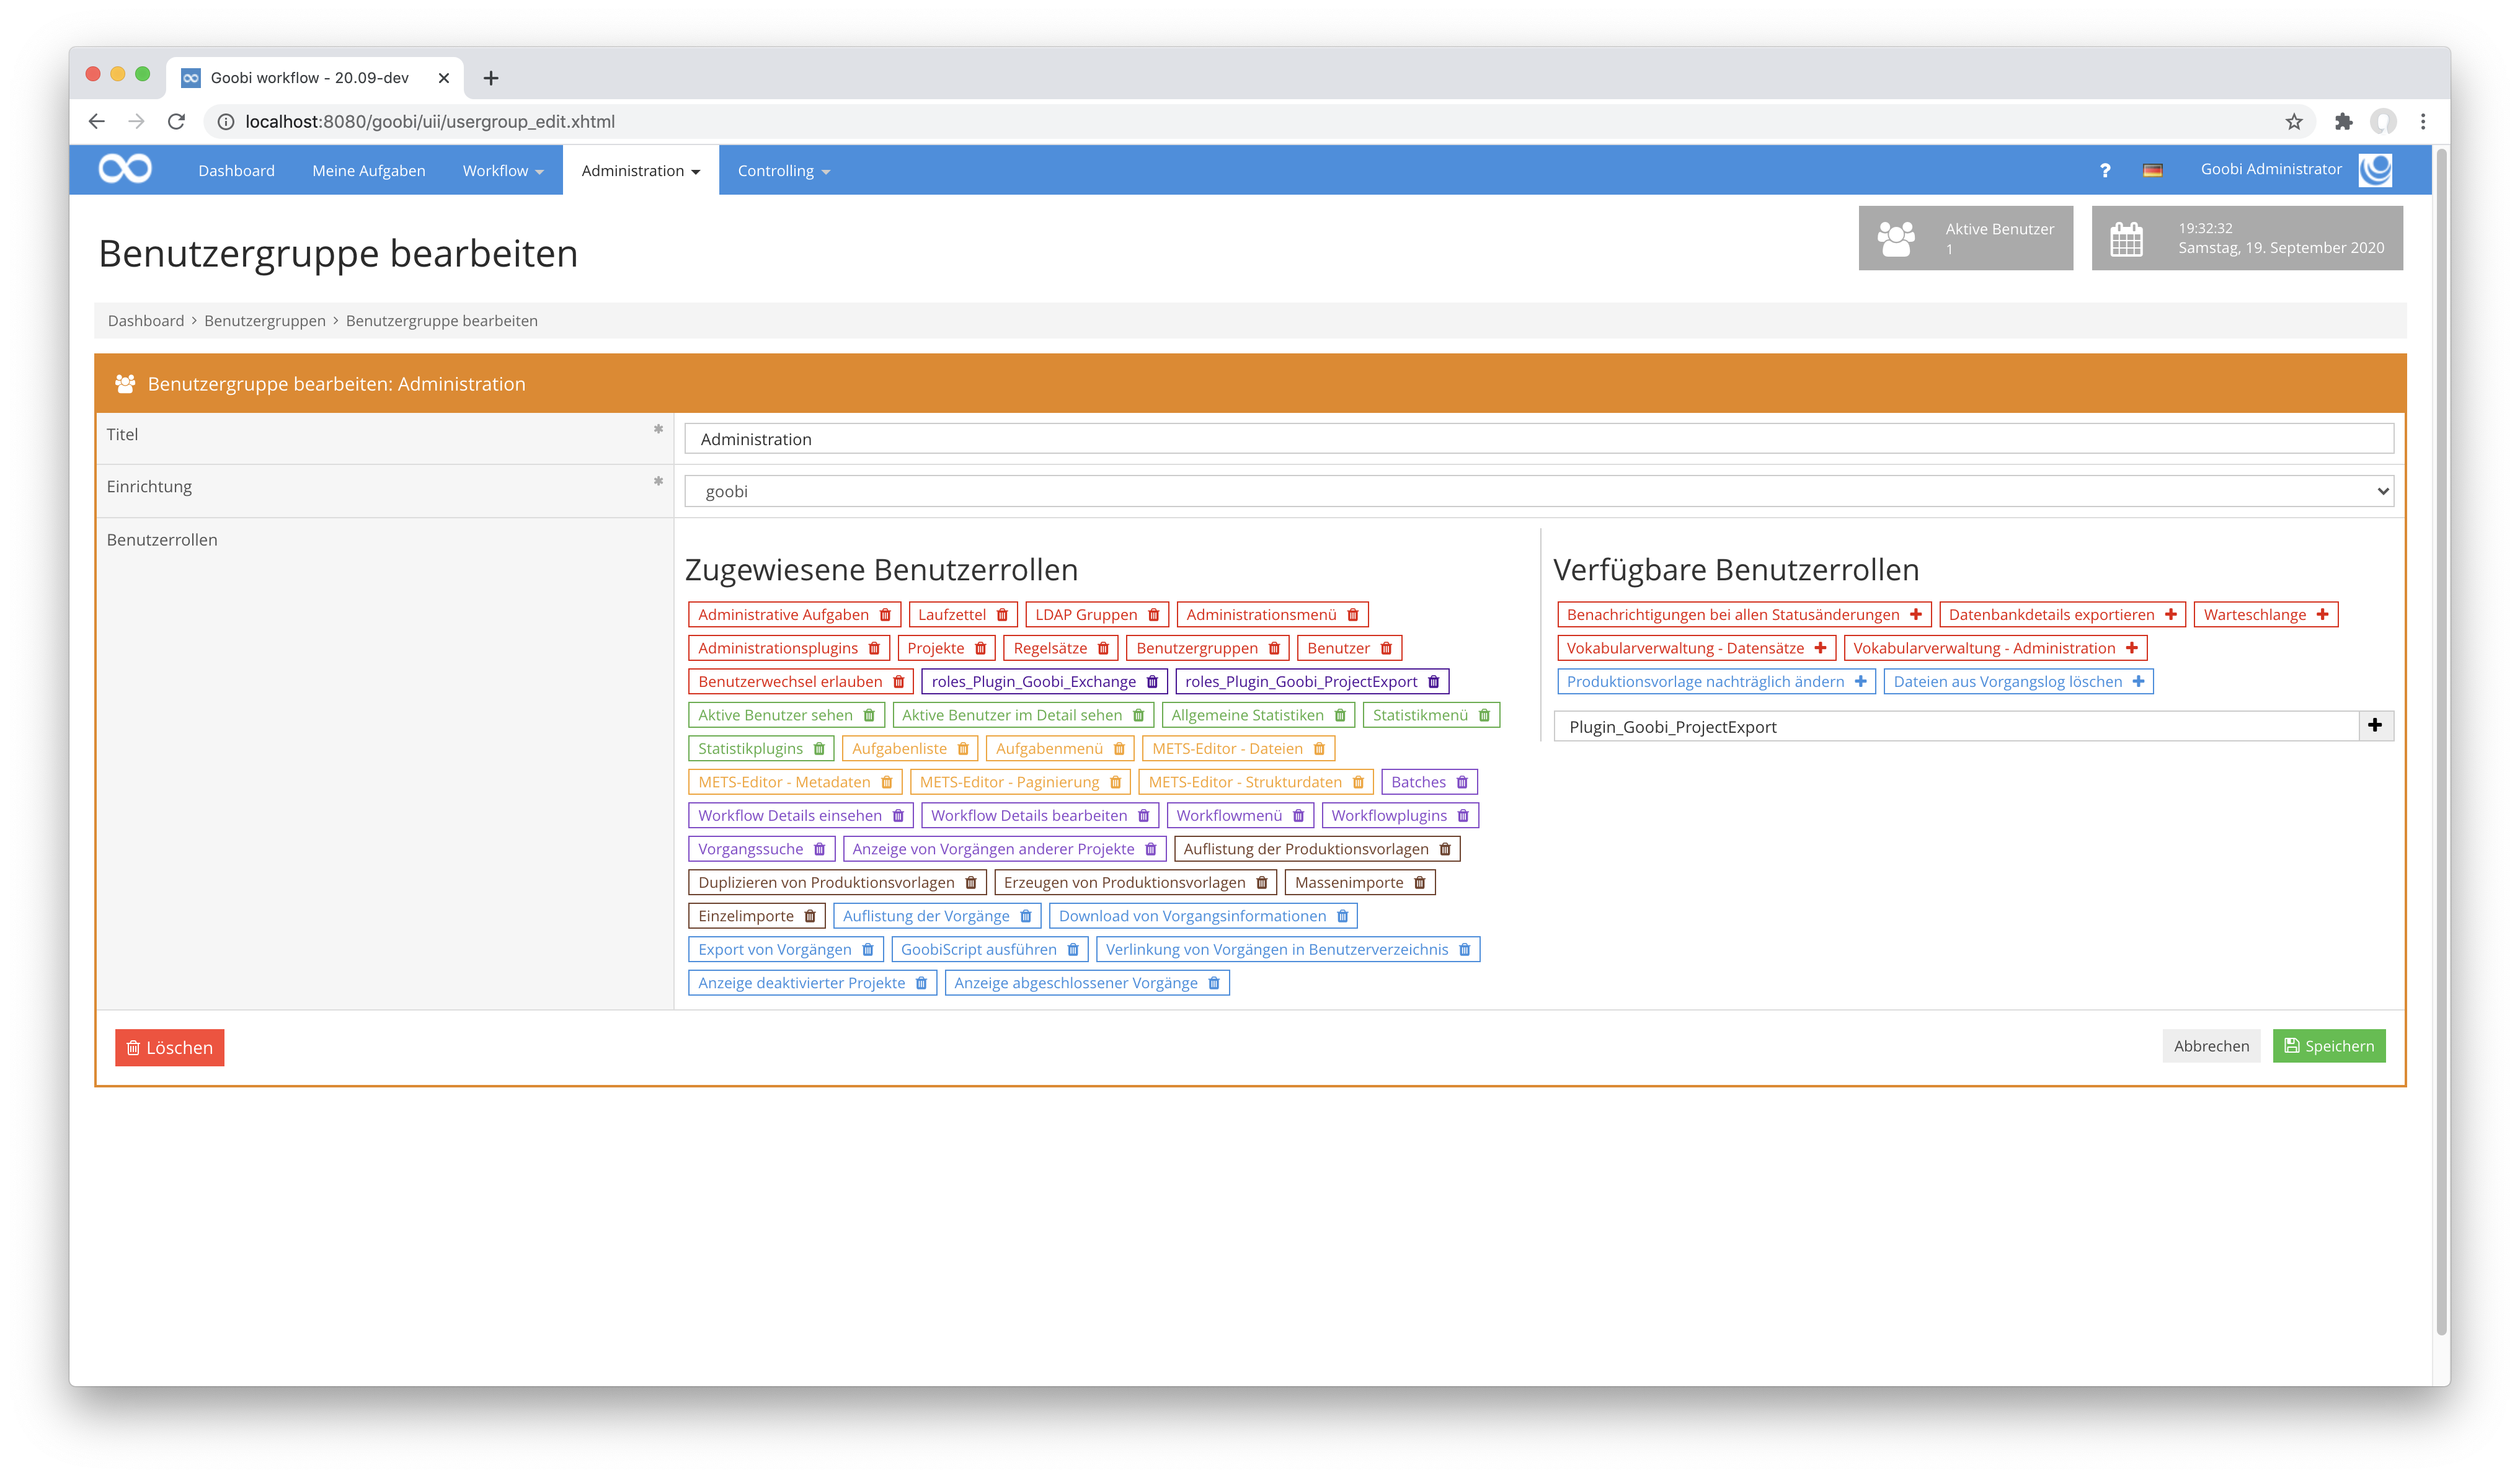 Goobi workflow - 20.09-dev
localhost:8080/goobi/uii/usergroup_edit.xhtml
Dashboard Meine Aufgaben Workflow Administration Controlling ? Goobi Administrator
Benutzergruppe bearbeiten
Aktive Benutzer
1
19:32:32
Samstag, 19. September 2020
Dashboard > Benutzergruppen > Benutzergruppe bearbeiten
Benutzergruppe bearbeiten: Administration
Titel * Administration
Einrichtung * goobi
Benutzerrollen
Zugewiesene Benutzerrollen
Administrative Aufgaben Laufzettel LDAP Gruppen Administrationsmenü
Administrationsplugins Projekte Regelsätze Benutzergruppen Benutzer
Benutzerwechsel erlauben roles_Plugin_Goobi_Exchange roles_Plugin_Goobi_ProjectExport
Aktive Benutzer sehen Aktive Benutzer im Detail sehen Allgemeine Statistiken Statistikmenü
Statistikplugins Aufgabenliste Aufgabenmenü METS-Editor - Dateien
METS-Editor - Metadaten METS-Editor - Paginierung METS-Editor - Strukturdaten Batches
Workflow Details einsehen Workflow Details bearbeiten Workflowmenü Workflowplugins
Vorgangssuche Anzeige von Vorgängen anderer Projekte Auflistung der Produktionsvorlagen
Duplizieren von Produktionsvorlagen Erzeugen von Produktionsvorlagen Massenimporte
Einzelimporte Auflistung der Vorgänge Download von Vorgangsinformationen
Export von Vorgängen GoobiScript ausführen Verlinkung von Vorgängen in Benutzerverzeichnis
Anzeige deaktivierter Projekte Anzeige abgeschlossener Vorgänge
Verfügbare Benutzerrollen
Benachrichtigungen bei allen Statusänderungen Datenbankdetails exportieren Warteschlange
Vokabularverwaltung - Datensätze Vokabularverwaltung - Administration
Produktionsvorlage nachträglich ändern Dateien aus Vorgangslog löschen
Plugin_Goobi_ProjectExport
Löschen Abbrechen Speichern